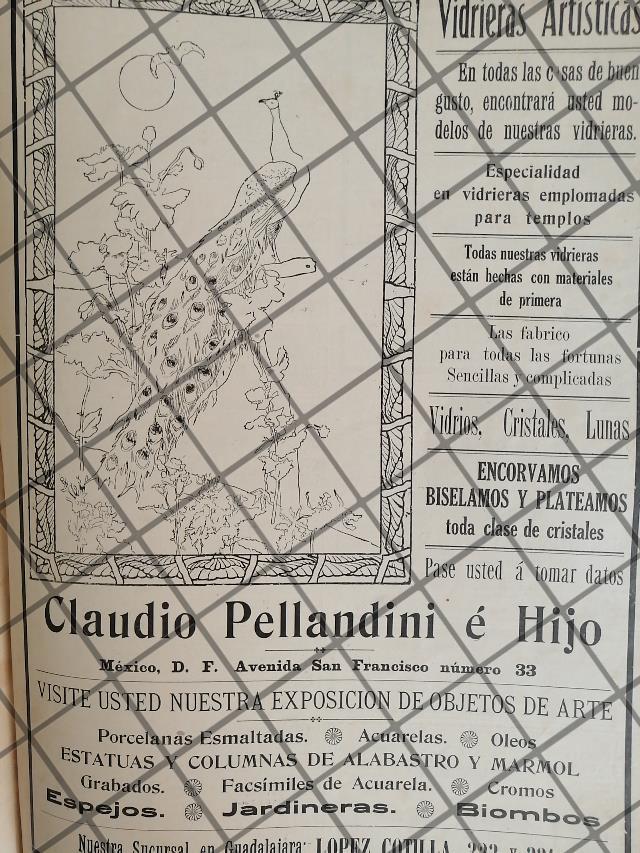 Vidrieras Artísticas
En todas las casas de buen
gusto, encontrará usted mo-
delos de nuestras vidrieras.
Especialidad
en vidrieras emplomadas
para templos
Todas nuestras vidrieras
están hechas con materiales
de primera
Las fabrico
para todas las fortunas
Sencillas y complicadas
Vidrios, Cristales, Lunas
ENCORVAMOS
BISELAMOS Y PLATEAMOS
toda clase de cristales
Pase usted á tomar datos
Claudio Pellandini é Hijo
México, D. F. Avenida San Francisco número 33
VISITE USTED NUESTRA EXPOSICION DE OBJETOS DE ARTE
Porcelanas Esmaltadas. Acuarelas. Oleos
ESTATUAS Y COLUMNAS DE ALABASTRO Y MARMOL
Grabados. Facsímiles de Acuarela. Cromos
Espejos. Jardineras. Biombos
Nuestra Sucursal en Guadalajara: LOPEZ COTILLA